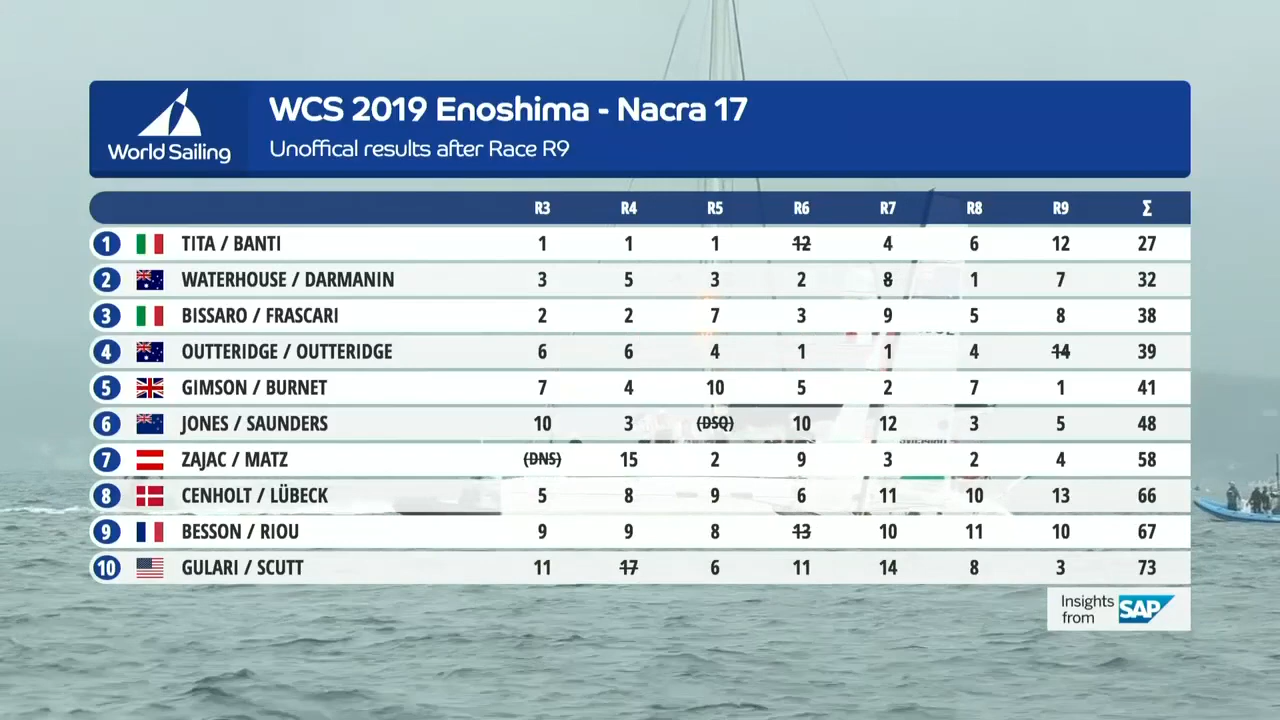 World Sailing
WCS 2019 Enoshima - Nacra 17
Unoffical results after Race R9
R3 R4 R5 R6 R7 R8 R9 Σ
1 TITA / BANTI 1 1 1 12 4 6 12 27
2 WATERHOUSE / DARMANIN 3 5 3 2 8 1 7 32
3 BISSARO / FRASCARI 2 2 7 3 9 5 8 38
4 OUTTERIDGE / OUTTERIDGE 6 6 4 1 1 4 14 39
5 GIMSON / BURNET 7 4 10 5 2 7 1 41
6 JONES / SAUNDERS 10 3 (DSQ) 10 12 3 5 48
7 ZAJAC / MATZ (DNS) 15 2 9 3 2 4 58
8 CENHOLT / LÜBECK 5 8 9 6 11 10 13 66
9 BESSON / RIOU 9 9 8 13 10 11 10 67
10 GULARI / SCUTT 11 17 6 11 14 8 3 73
Insights
from SAP